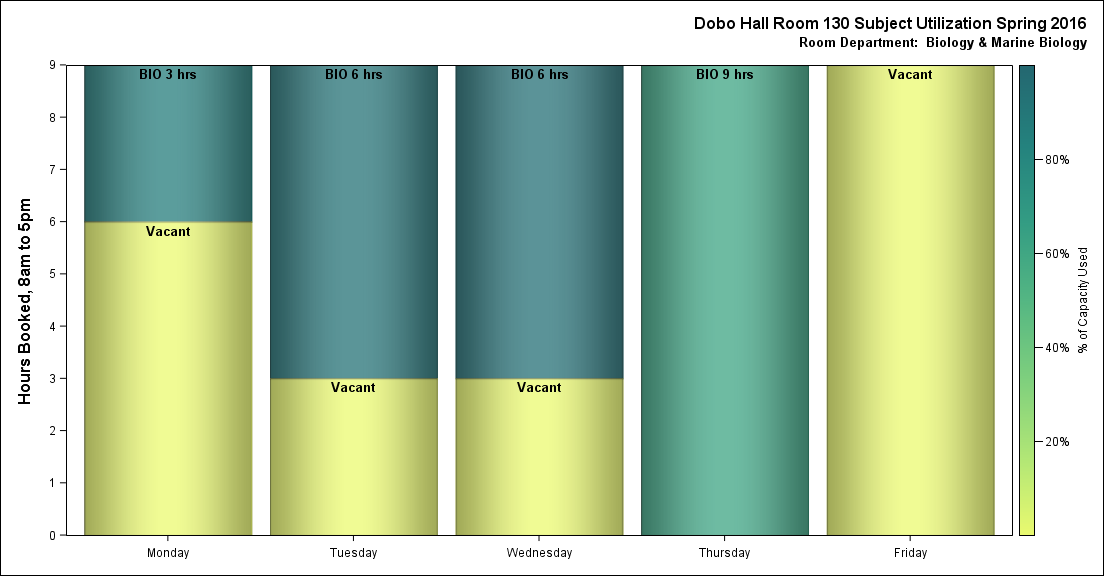 Dobo Hall Room 130 Subject Utilization Spring 2016
Room Department: Biology & Marine Biology
Hours Booked, 8am to 5pm
9
8
7
6
5
4
3
2
1
0
BIO 3 hrs
Vacant
BIO 6 hrs
Vacant
BIO 6 hrs
Vacant
BIO 9 hrs
Vacant
Monday
Tuesday
Wednesday
Thursday
Friday
80%
60%
40%
20%
% of Capacity Used